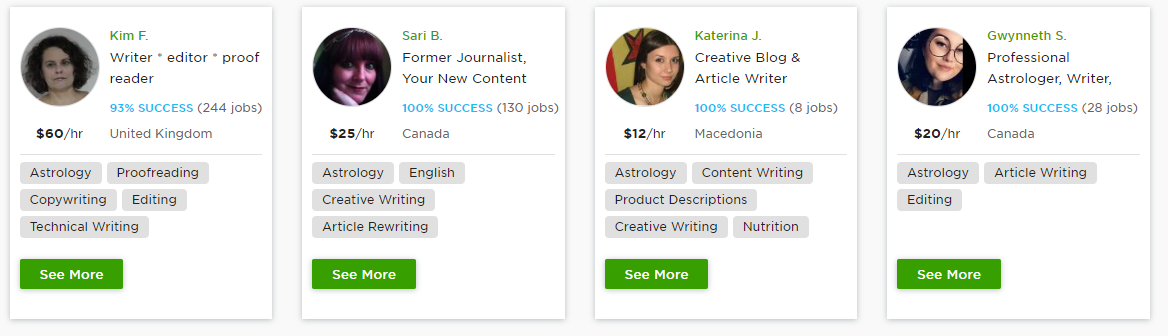 Kim F.
Writer * editor * proof
reader
93% SUCCESS (244 jobs)
$60/hr United Kingdom
Astrology Proofreading
Copywriting Editing
Technical Writing
See More
Sari B.
Former Journalist,
Your New Content
100% SUCCESS (130 jobs)
$25/hr Canada
Astrology English
Creative Writing
Article Rewriting
See More
Katerina J.
Creative Blog &
Article Writer
100% SUCCESS (8 jobs)
$12/hr Macedonia
Astrology Content Writing
Product Descriptions
Creative Writing Nutrition
See More
Gwynneth S.
Professional
Astrologer, Writer,
100% SUCCESS (28 jobs)
$20/hr Canada
Astrology Article Writing
Editing
See More